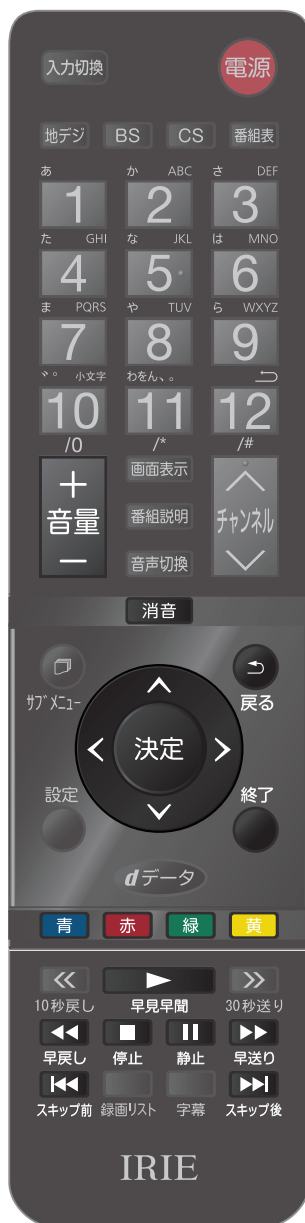 入力切換 電源
地デジ BS CS 番組表
あ か ABC さ DEF
1 2 3
た GHI な JKL は MNO
4 5 6
ま PQRS や TUV ら WXYZ
7 8 9
゛゜ 小文字 わをん、。
10 11 12
/0 /* /#
+ 画面表示
音量 番組説明 チャンネル
− 音声切換
消音
サブメニュー 戻る
決定
設定 終了
dデータ
青 赤 緑 黄
10秒戻し 早見早聞 30秒送り
早戻し 停止 静止 早送り
スキップ前 録画リスト 字幕 スキップ後
IRIE